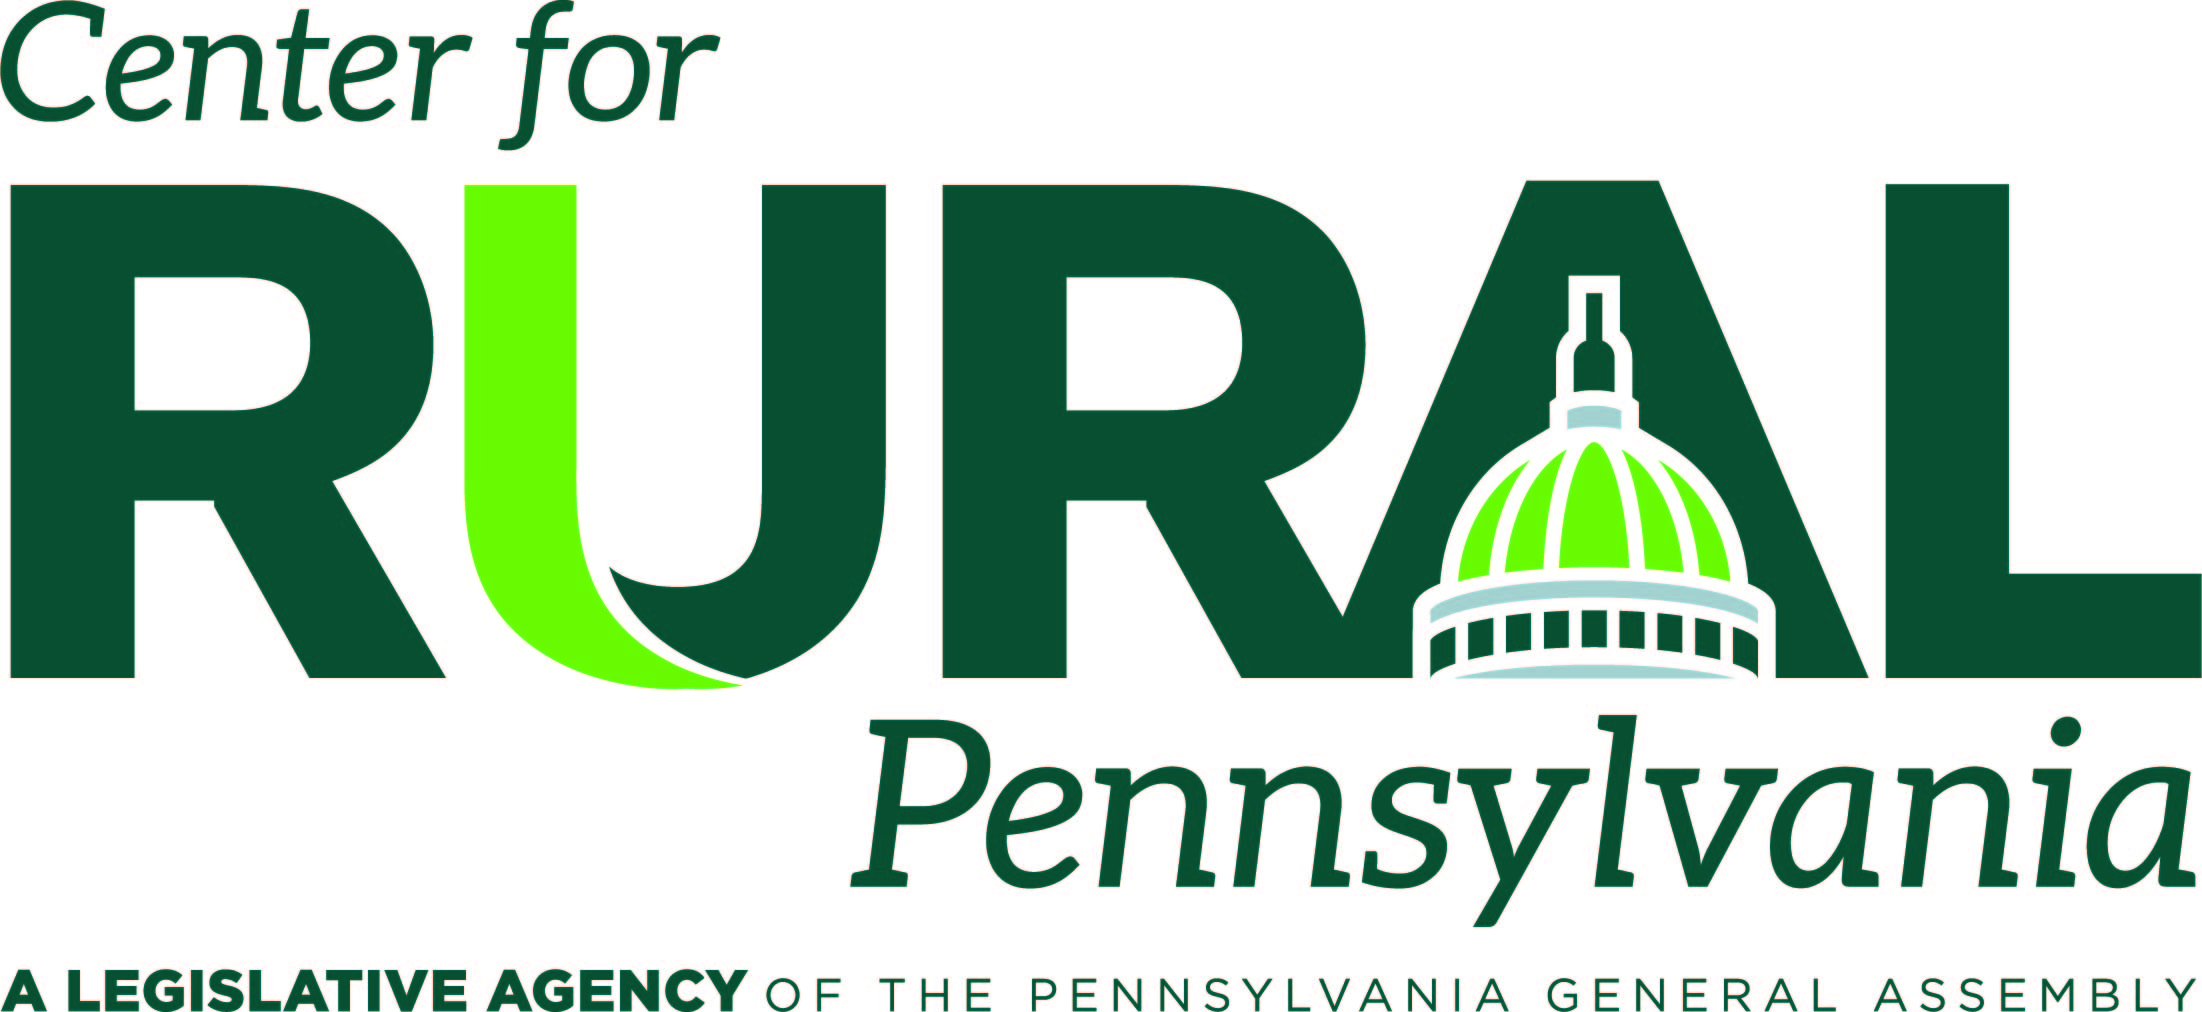 Center for
RURAL
Pennsylvania
A LEGISLATIVE AGENCY OF THE PENNSYLVANIA GENERAL ASSEMBLY